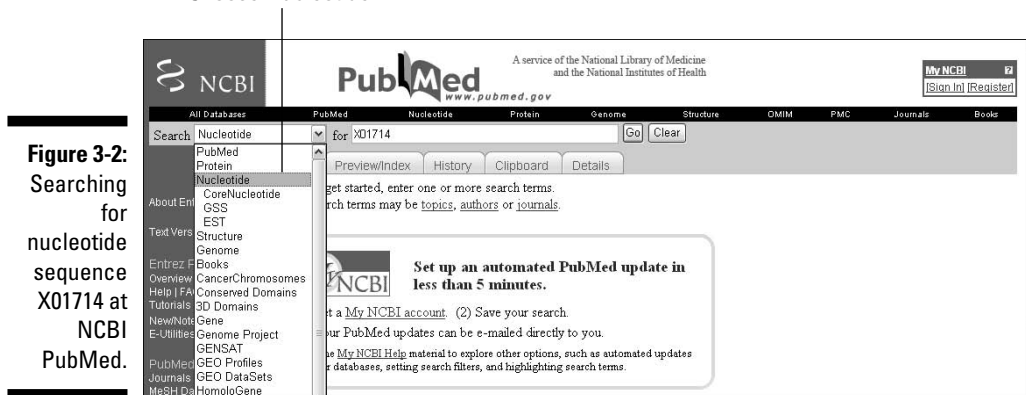 NCBI
PubMed
www.pubmed.gov
A service of the National Library of Medicine
and the National Institutes of Health
My NCBI
[Sign In] [Register]
All Databases PubMed Nucleotide Protein Genome Structure OMIM PMC Journals Books
Search Nucleotide for X01714 Go Clear
Preview/Index History Clipboard Details
PubMed
Protein
Nucleotide
CoreNucleotide
GSS
EST
Structure
Genome
Books
CancerChromosomes
Conserved Domains
3D Domains
Gene
Genome Project
GENSAT
GEO Profiles
GEO DataSets
HomoloGene
About Ent
Text Vers
Entrez F
Overview
Help | FA
Tutorials
New/Note
E-Utilities
PubMed
Journals
MeSH Da
get started, enter one or more search terms.
rch terms may be topics, authors or journals.
NCBI
Set up an automated PubMed update in
less than 5 minutes.
t a My NCBI account. (2) Save your search.
ur PubMed updates can be e-mailed directly to you.
e My NCBI Help material to explore other options, such as automated updates
r databases, setting search filters, and highlighting search terms.
Figure 3-2:
Searching
for
nucleotide
sequence
X01714 at
NCBI
PubMed.